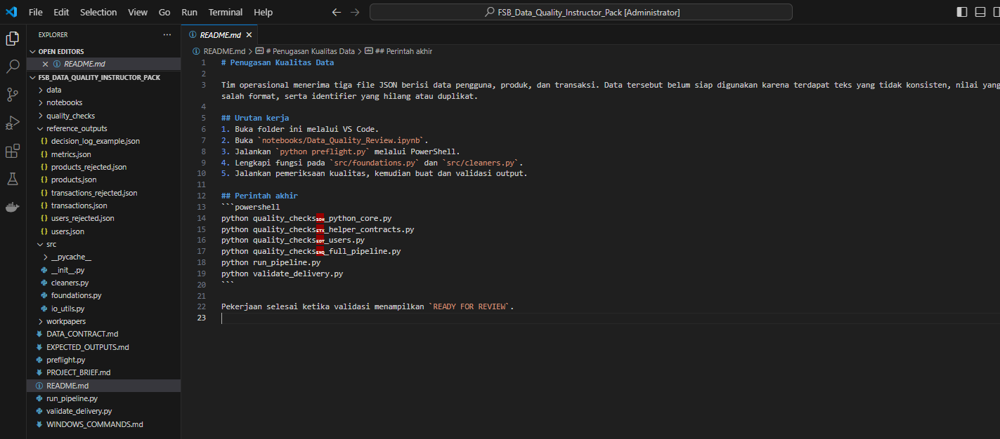 File Edit Selection View Go Run Terminal Help
FSB_Data_Quality_Instructor_Pack [Administrator]
EXPLORER
OPEN EDITORS
README.md
FSB_DATA_QUALITY_INSTRUCTOR_PACK
data
notebooks
quality_checks
reference_outputs
decision_log_example.json
metrics.json
products_rejected.json
products.json
transactions_rejected.json
transactions.json
users_rejected.json
users.json
src
__pycache__
__init__.py
cleaners.py
foundations.py
io_utils.py
workpapers
DATA_CONTRACT.md
EXPECTED_OUTPUTS.md
preflight.py
PROJECT_BRIEF.md
README.md
run_pipeline.py
validate_delivery.py
WINDOWS_COMMANDS.md
README.md
README.md > # Penugasan Kualitas Data > ## Perintah akhir
1 # Penugasan Kualitas Data
2
3 Tim operasional menerima tiga file JSON berisi data pengguna, produk, dan transaksi. Data tersebut belum siap digunakan karena terdapat teks yang tidak konsisten, nilai yang
salah format, serta identifier yang hilang atau duplikat.
4
5 ## Urutan kerja
6 1. Buka folder ini melalui VS Code.
7 2. Buka `notebooks/Data_Quality_Review.ipynb`.
8 3. Jalankan `python preflight.py` melalui PowerShell.
9 4. Lengkapi fungsi pada `src/foundations.py` dan `src/cleaners.py`.
10 5. Jalankan pemeriksaan kualitas, kemudian buat dan validasi output.
11
12 ## Perintah akhir
13 ```powershell
14 python quality_checksSOH_python_core.py
15 python quality_checksETX_helper_contracts.py
16 python quality_checksEOT_users.py
17 python quality_checksENQ_full_pipeline.py
18 python run_pipeline.py
19 python validate_delivery.py
20 ```
21
22 Pekerjaan selesai ketika validasi menampilkan `READY FOR REVIEW`.
23